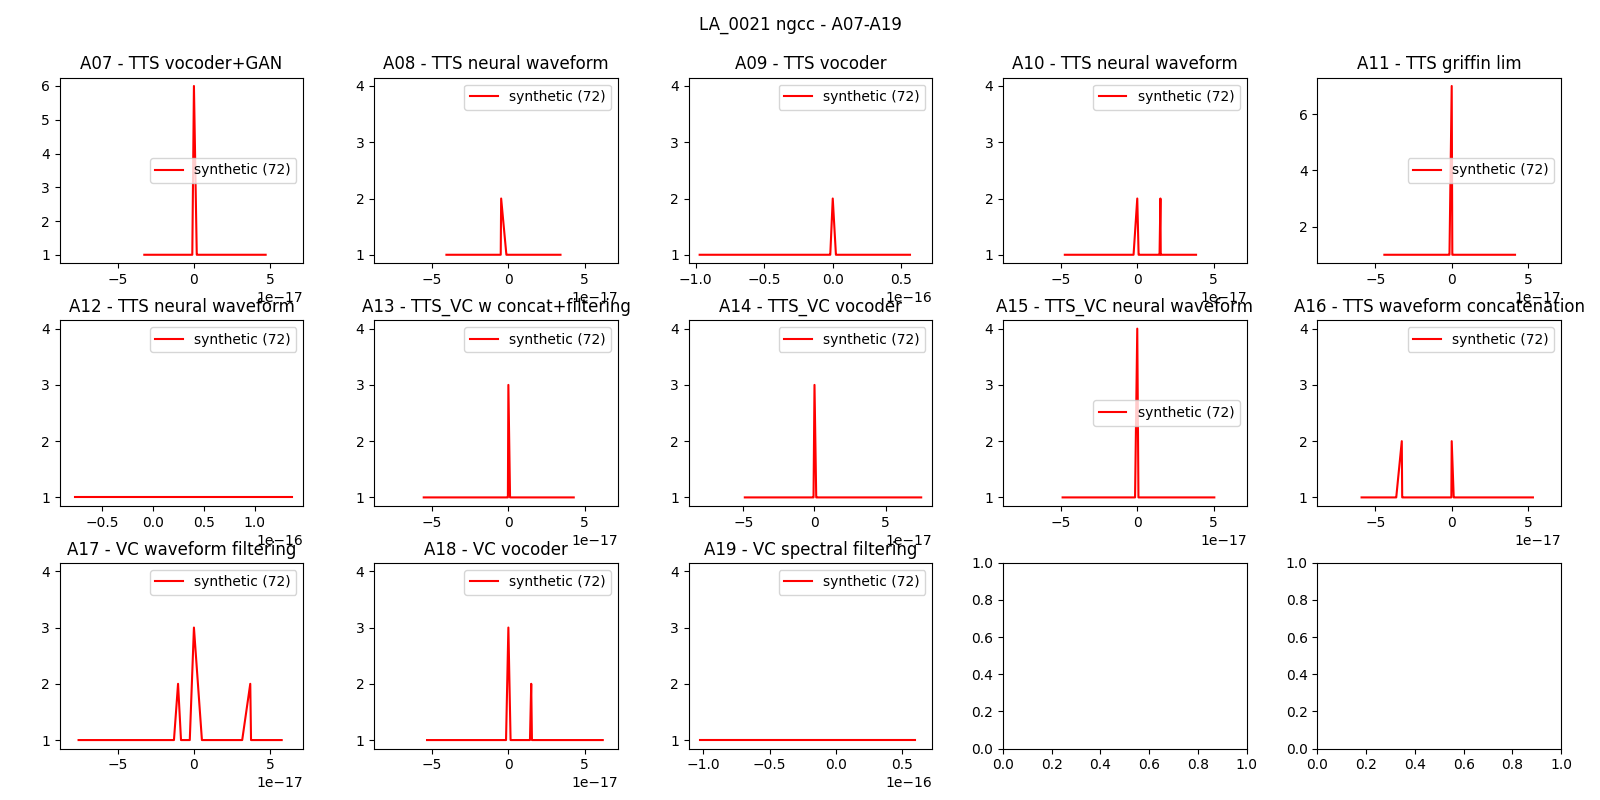 LA_0021 ngcc - A07-A19
A07 - TTS vocoder+GAN
A08 - TTS neural waveform
A09 - TTS vocoder
A10 - TTS neural waveform
A11 - TTS griffin lim
6
5
4
3
2
1
synthetic (72)
−5
0
5
1e−17
4
3
2
1
synthetic (72)
−5
0
5
1e−17
4
3
2
1
synthetic (72)
−1.0
−0.5
0.0
0.5
1e−16
4
3
2
1
synthetic (72)
−5
0
5
1e−17
6
4
2
synthetic (72)
−5
0
5
1e−17
A12 - TTS neural waveform
A13 - TTS_VC w concat+filtering
A14 - TTS_VC vocoder
A15 - TTS_VC neural waveform
A16 - TTS waveform concatenation
4
3
2
1
synthetic (72)
−0.5
0.0
0.5
1.0
1e−16
4
3
2
1
synthetic (72)
−5
0
5
1e−17
4
3
2
1
synthetic (72)
−5
0
5
1e−17
4
3
2
1
synthetic (72)
−5
0
5
1e−17
4
3
2
1
synthetic (72)
−5
0
5
1e−17
A17 - VC waveform filtering
A18 - VC vocoder
A19 - VC spectral filtering
4
3
2
1
synthetic (72)
−5
0
5
1e−17
4
3
2
1
synthetic (72)
−5
0
5
1e−17
4
3
2
1
synthetic (72)
−1.0
−0.5
0.0
0.5
1e−16
1.0
0.8
0.6
0.4
0.2
0.0
0.0
0.2
0.4
0.6
0.8
1.0
1.0
0.8
0.6
0.4
0.2
0.0
0.0
0.2
0.4
0.6
0.8
1.0